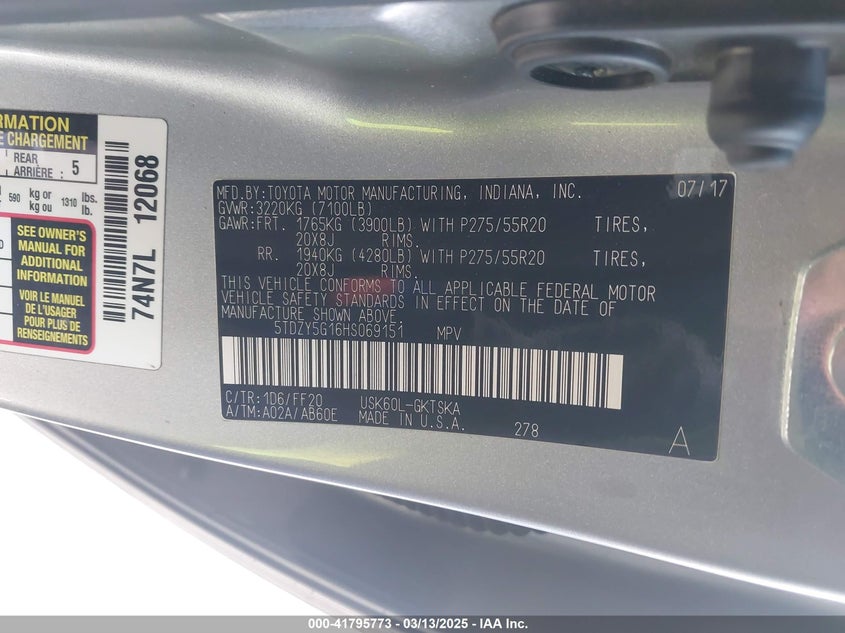 RMATION
E CHARGEMENT
REAR
ARRIÈRE : 5
590 kg or kg ou 1310 lbs. lb.
SEE OWNER'S
MANUAL FOR
ADDITIONAL
INFORMATION
VOIR LE MANUEL
DE L'USAGER
POUR PLUS DE
RENSEIGNEMENTS
74N7L 12068
MFD.BY:TOYOTA MOTOR MANUFACTURING, INDIANA, INC. 07/17
GVWR:3220KG (7100LB)
GAWR:FRT. 1765KG (3900LB) WITH P275/55R20 TIRES,
20X8J RIMS.
RR. 1940KG (4280LB) WITH P275/55R20 TIRES,
20X8J RIMS.
THIS VEHICLE CONFORMS TO ALL APPLICABLE FEDERAL MOTOR
VEHICLE SAFETY STANDARDS IN EFFECT ON THE DATE OF
MANUFACTURE SHOWN ABOVE.
5TDZY5G16HS069151 MPV
C/TR:1D6/FF20 USK60L-GKTSKA
A/TM:A02A/AB60E MADE IN U.S.A. 278 A
000-41795773 - 03/13/2025 - IAA Inc.